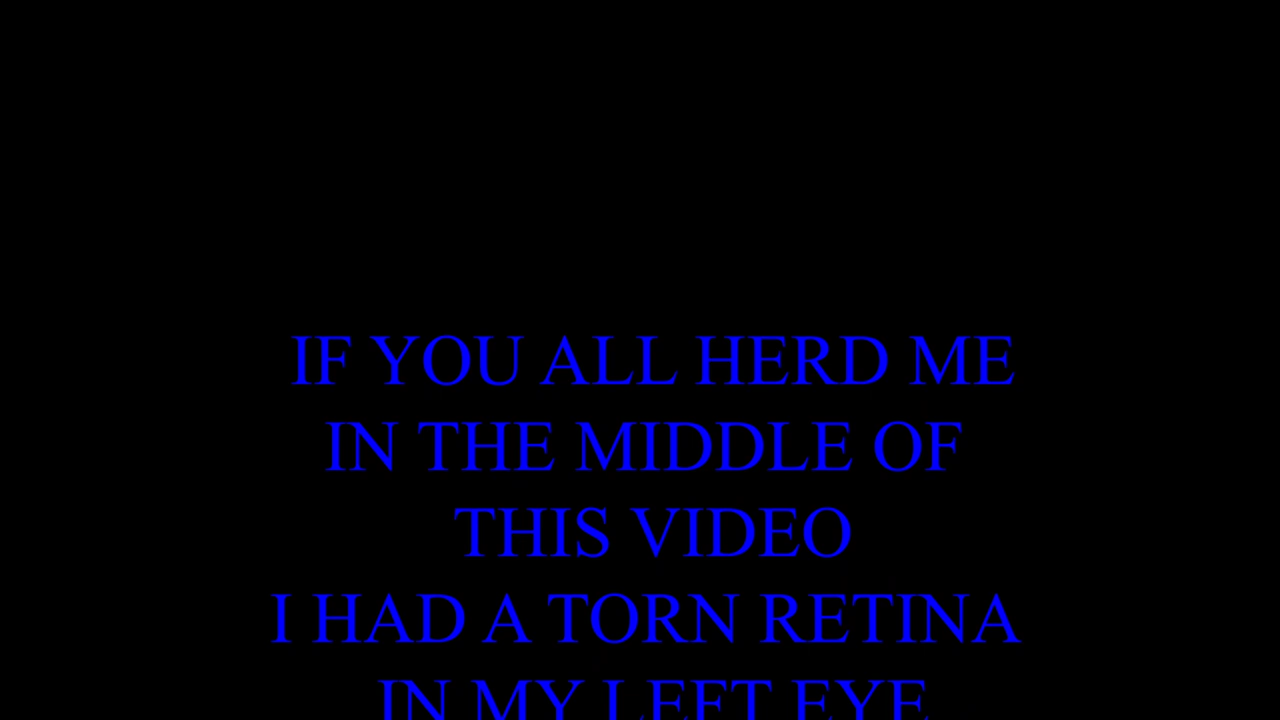 IF YOU ALL HERD ME
IN THE MIDDLE OF
THIS VIDEO
I HAD A TORN RETINA
IN MY LEFT EYE